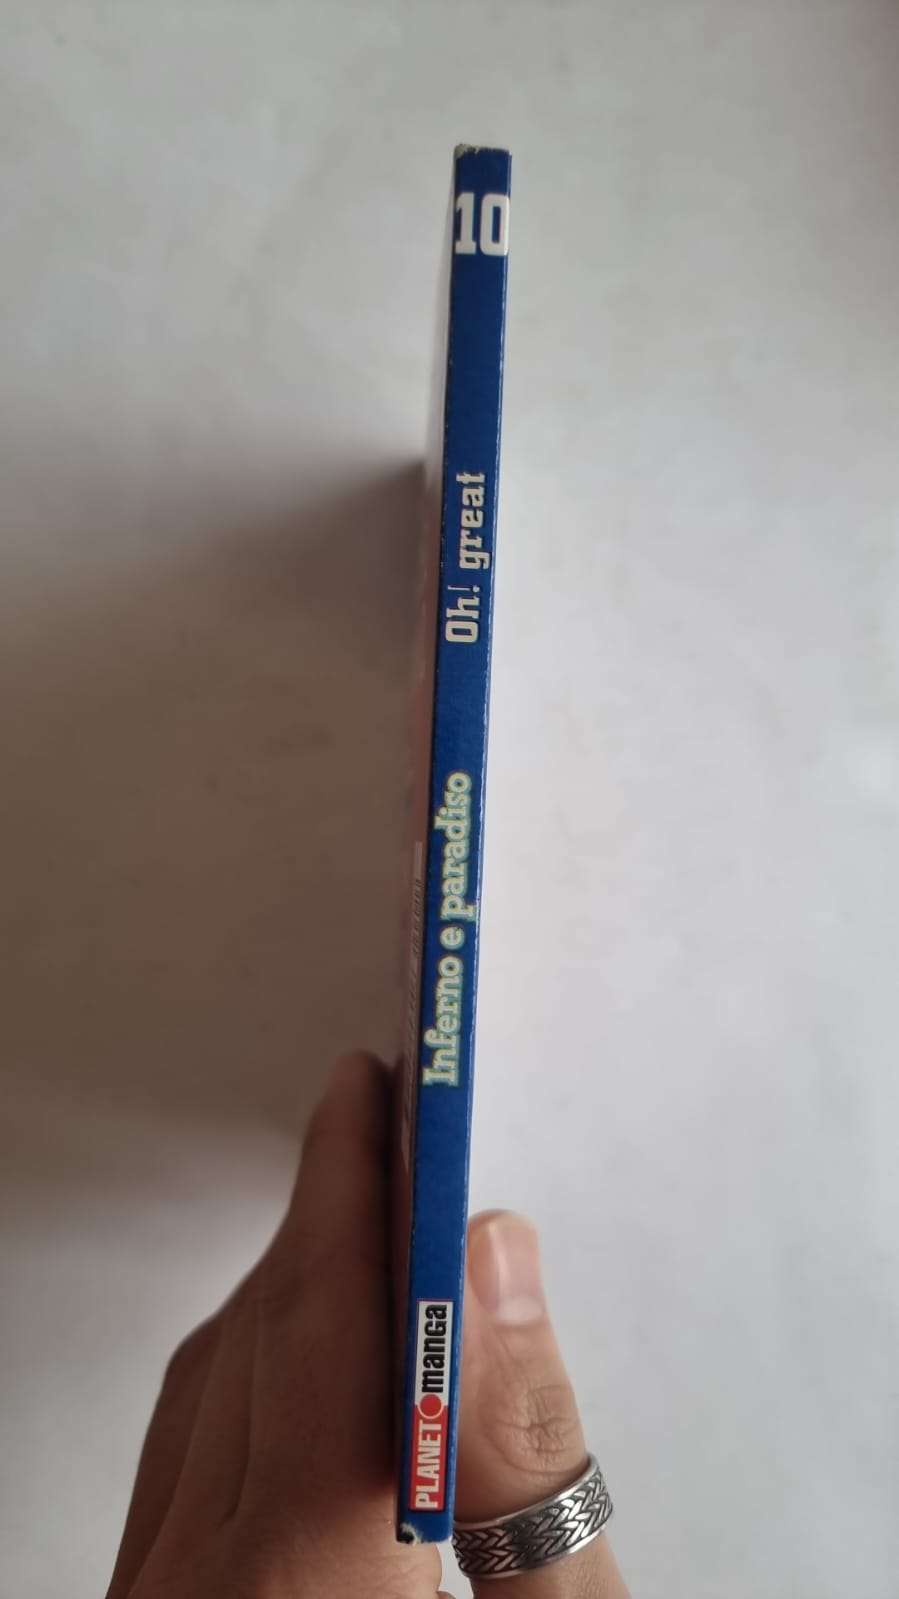 10
Oh! great
Inferno e paradiso
PLANET manga